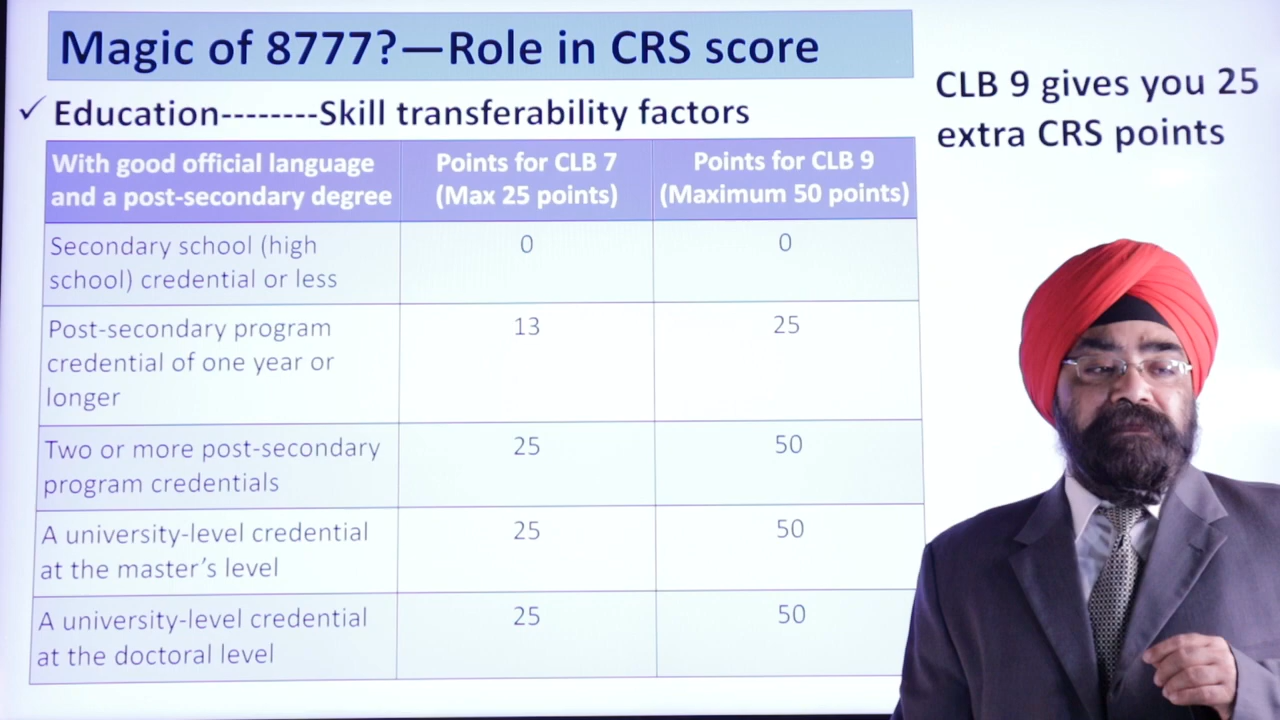 Magic of 8777?—Role in CRS score
CLB 9 gives you 25
extra CRS points
✓ Education--------Skill transferability factors
With good official language
and a post-secondary degree
Points for CLB 7
(Max 25 points)
Points for CLB 9
(Maximum 50 points)
Secondary school (high
school) credential or less
0
0
Post-secondary program
credential of one year or
longer
13
25
Two or more post-secondary
program credentials
25
50
A university-level credential
at the master’s level
25
50
A university-level credential
at the doctoral level
25
50